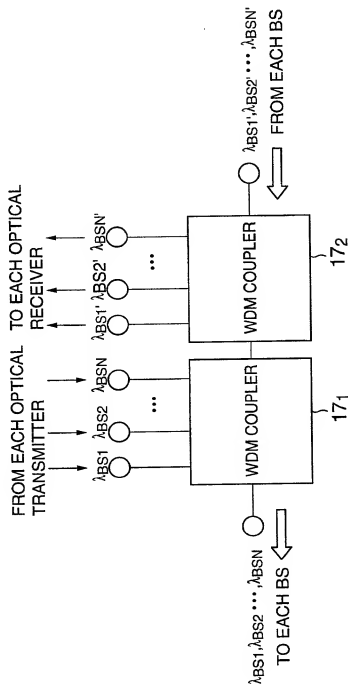 FROM EACH OPTICAL
TRANSMITTER
TO EACH OPTICAL
RECEIVER
λBS1
λBS2
...
λBSN
λBS1'
λBS2'
...
λBSN'
WDM COUPLER
WDM COUPLER
17₁
17₂
λBS1,λBS2 ...,λBSN
TO EACH BS
λBS1',λBS2' ...,λBSN'
FROM EACH BS